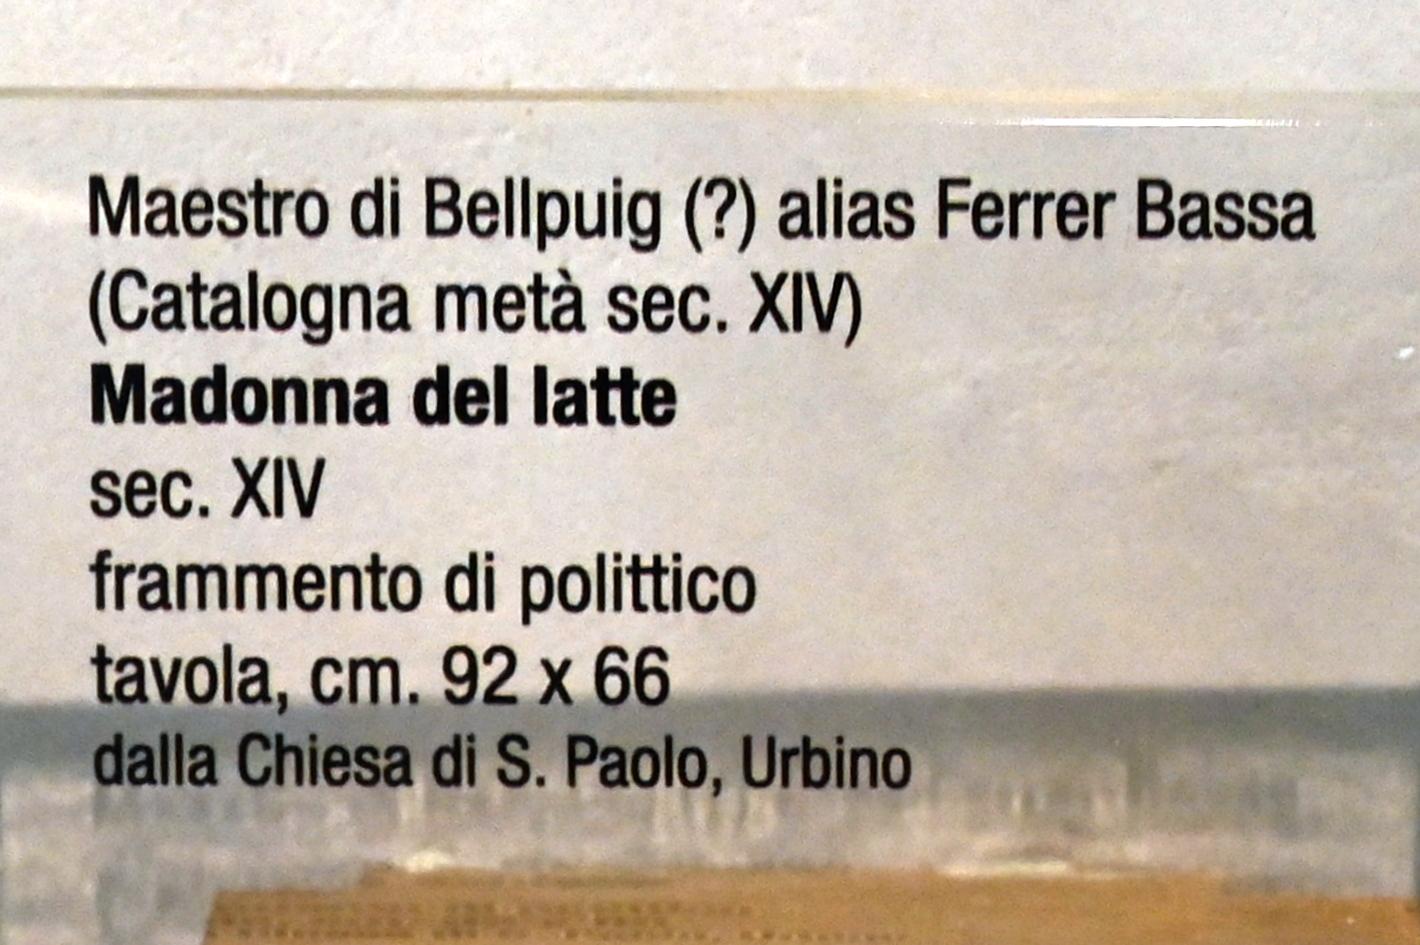 Maestro di Bellpuig (?) alias Ferrer Bassa
(Catalogna metà sec. XIV)
Madonna del latte
sec. XIV
frammento di polittico
tavola, cm. 92 x 66
dalla Chiesa di S. Paolo, Urbino